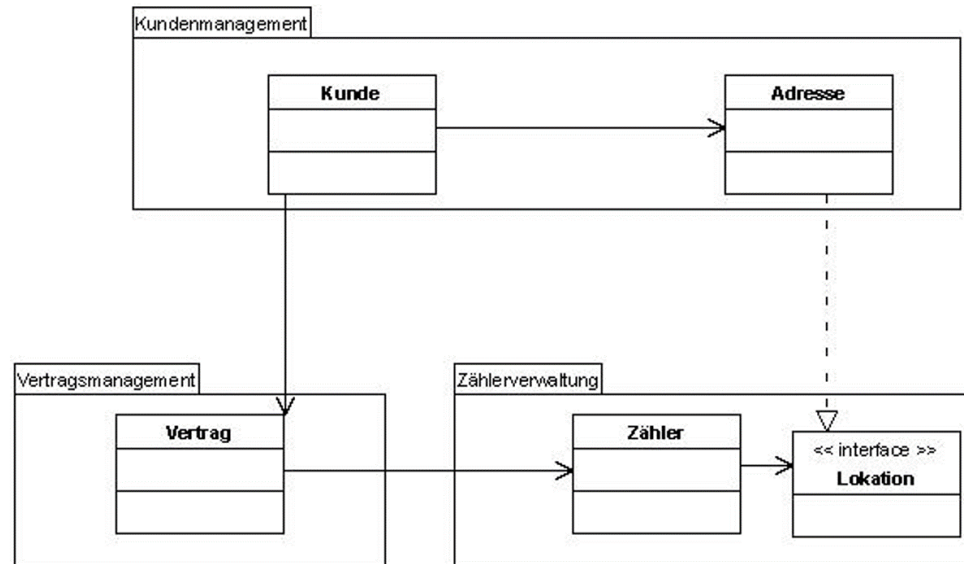 Kundenmanagement
Kunde
Adresse
Vertragsmanagement
Zählerverwaltung
Vertrag
Zähler
<< interface >>
Lokation